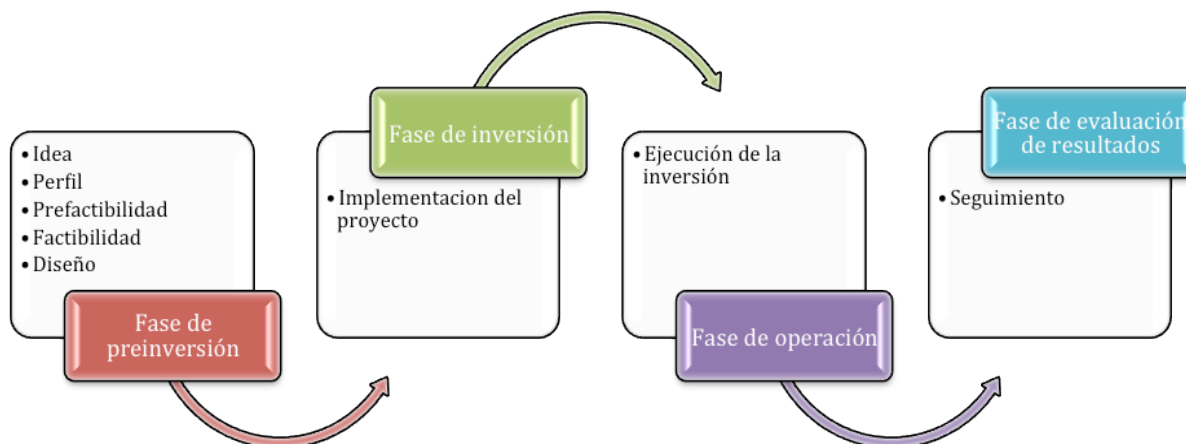 • Idea
• Perfil
• Prefactibilidad
• Factibilidad
• Diseño
Fase de
preinversión
Fase de inversión
• Implementacion del
proyecto
• Ejecución de la
inversión
Fase de operación
Fase de evaluación
de resultados
• Seguimiento